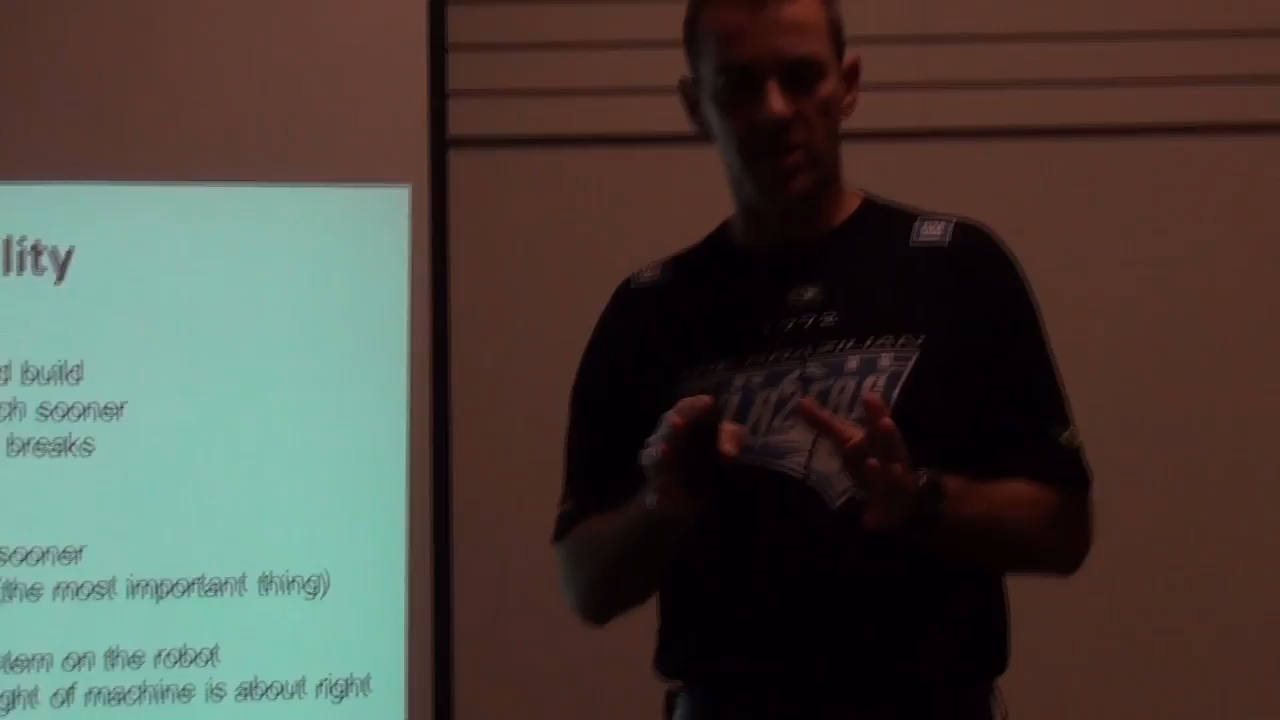 lity
d build
ch sooner
breaks
sooner
(the most important thing)
tem on the robot
ght of machine is about right
BRAZILIAN